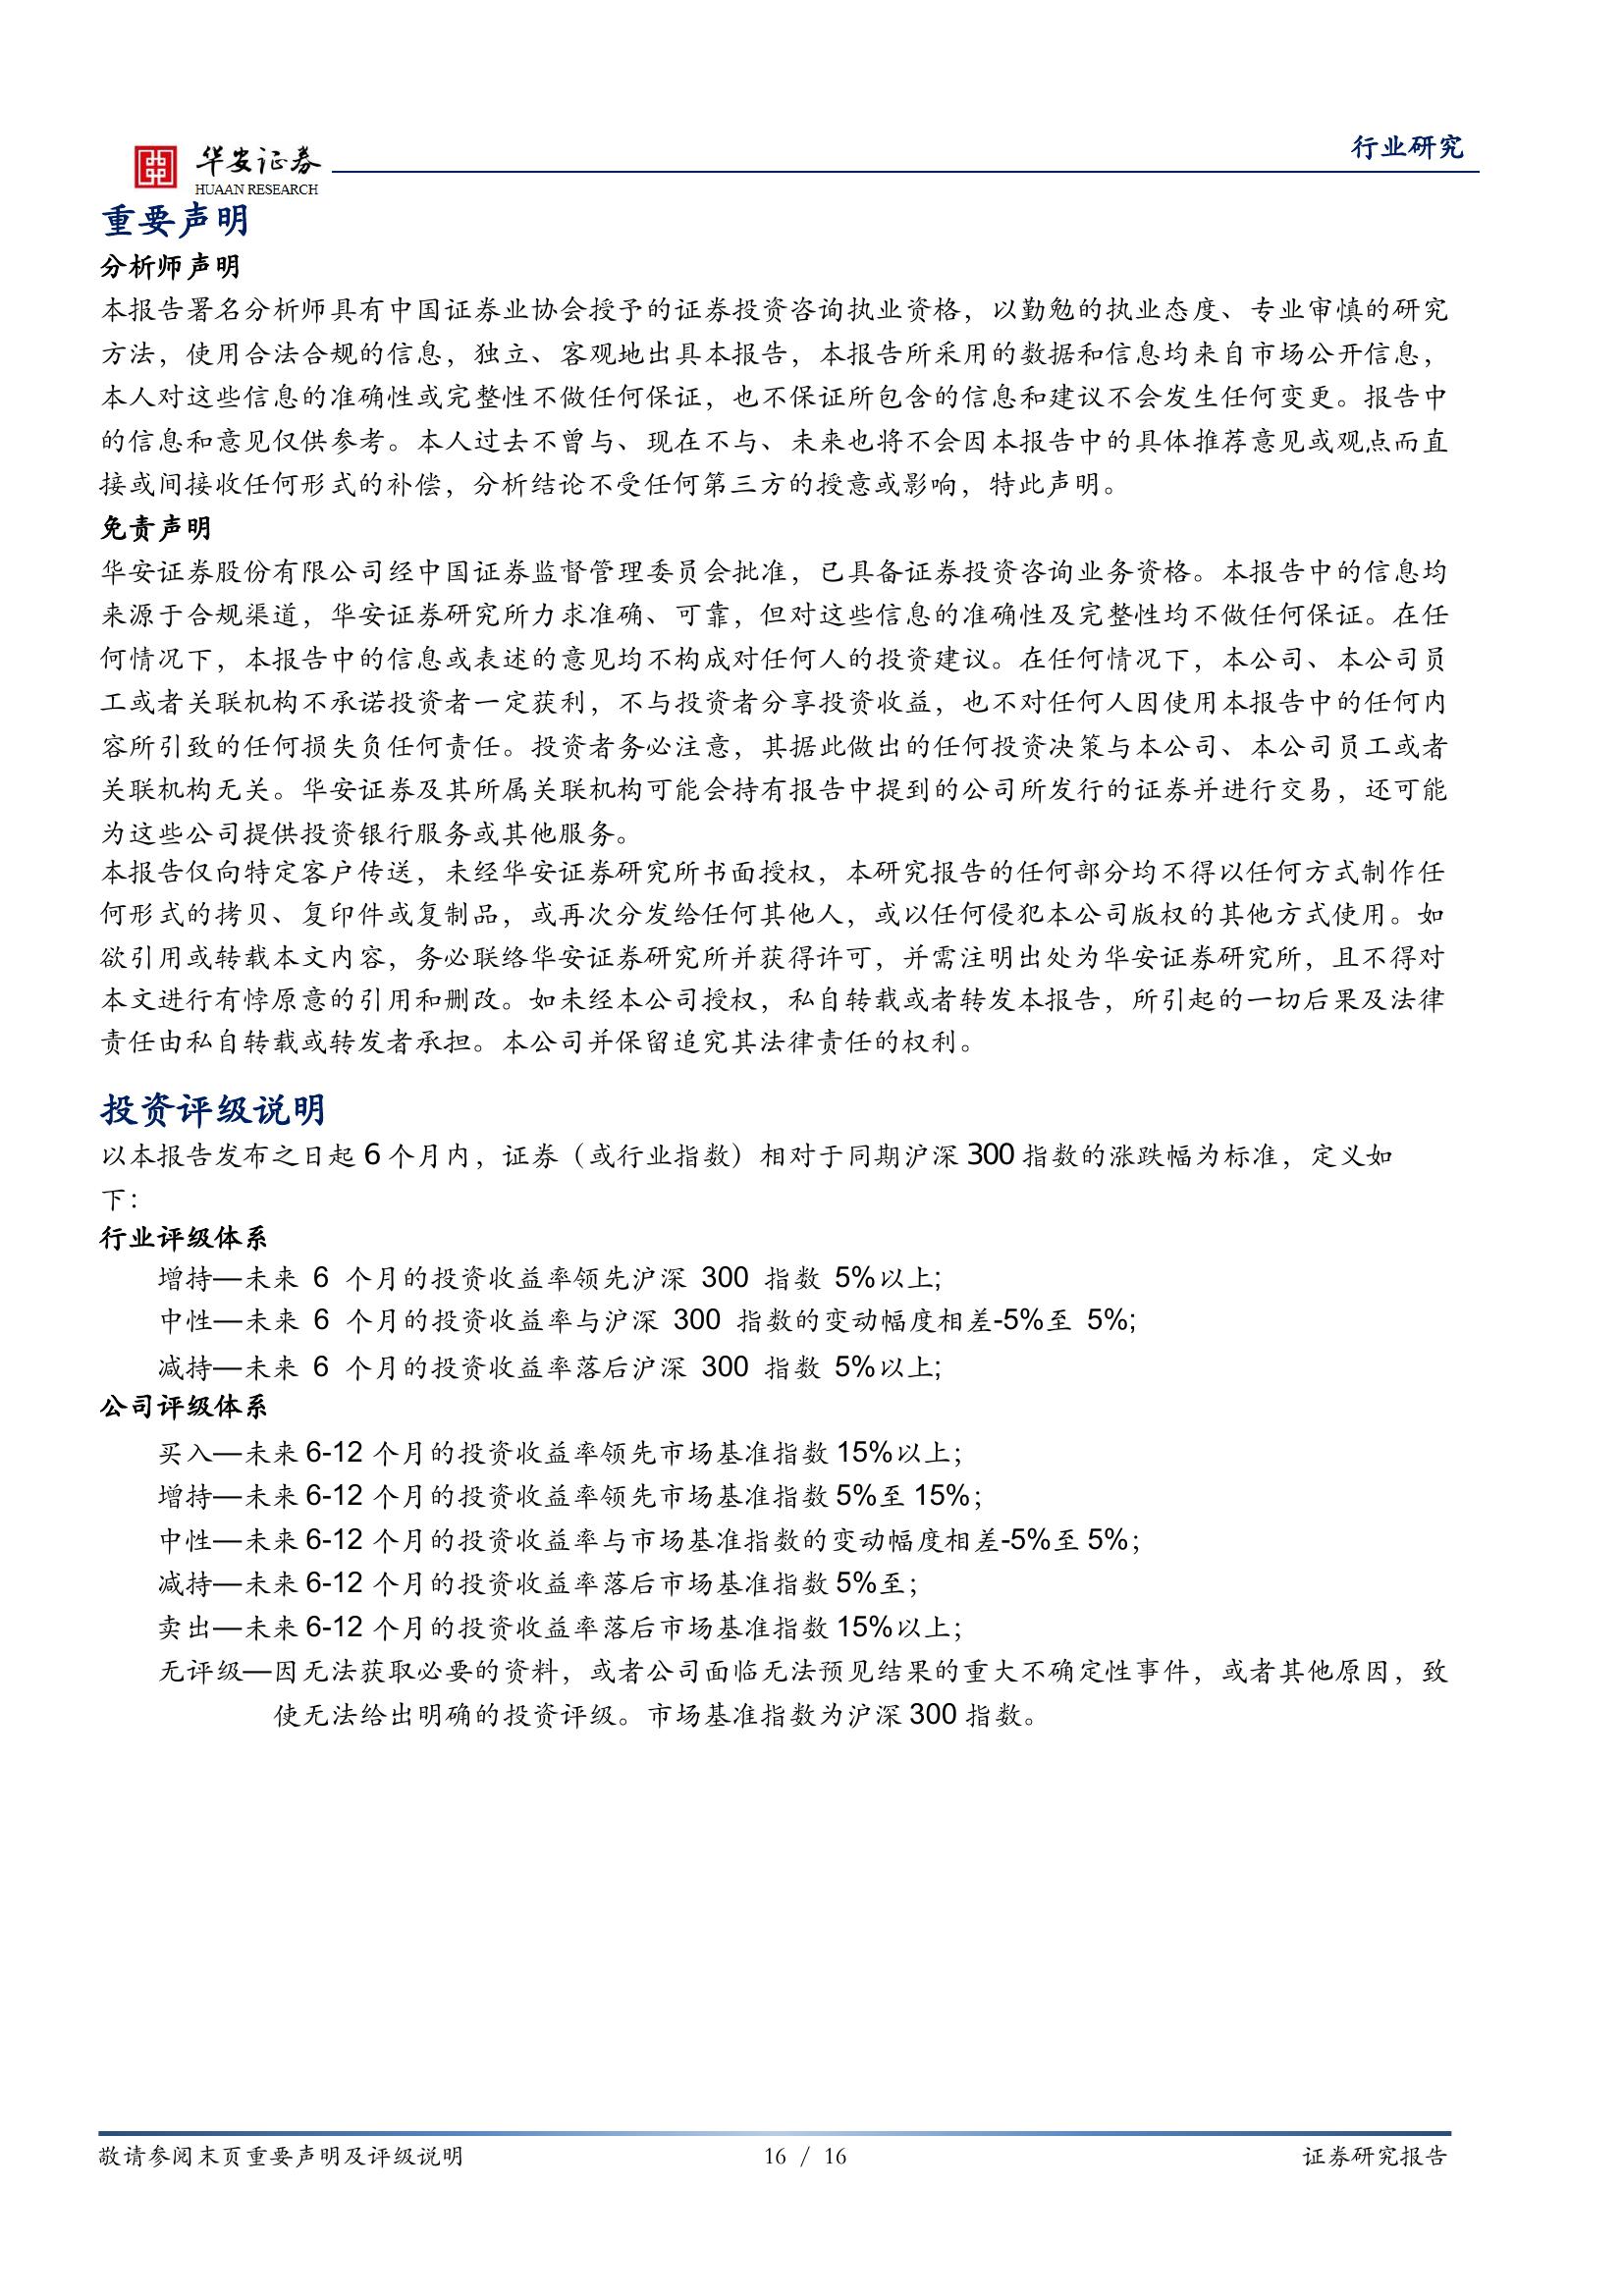 华安证券
HUAAN RESEARCH
行业研究
重要声明
分析师声明
本报告署名分析师具有中国证券业协会授予的证券投资咨询执业资格，以勤勉的执业态度、专业审慎的研究
方法，使用合法合规的信息，独立、客观地出具本报告，本报告所采用的数据和信息均来自市场公开信息，
本人对这些信息的准确性或完整性不做任何保证，也不保证所包含的信息和建议不会发生任何变更。报告中
的信息和意见仅供参考。本人过去不曾与、现在不与、未来也将不会因本报告中的具体推荐意见或观点而直
接或间接收任何形式的补偿，分析结论不受任何第三方的授意或影响，特此声明。
免责声明
华安证券股份有限公司经中国证券监督管理委员会批准，已具备证券投资咨询业务资格。本报告中的信息均
来源于合规渠道，华安证券研究所力求准确、可靠，但对这些信息的准确性及完整性均不做任何保证。在任
何情况下，本报告中的信息或表述的意见均不构成对任何人的投资建议。在任何情况下，本公司、本公司员
工或者关联机构不承诺投资者一定获利，不与投资者分享投资收益，也不对任何人因使用本报告中的任何内
容所引致的任何损失负任何责任。投资者务必注意，其据此做出的任何投资决策与本公司、本公司员工或者
关联机构无关。华安证券及其所属关联机构可能会持有报告中提到的公司所发行的证券并进行交易，还可能
为这些公司提供投资银行服务或其他服务。
本报告仅向特定客户传送，未经华安证券研究所书面授权，本研究报告的任何部分均不得以任何方式制作任
何形式的拷贝、复印件或复制品，或再次分发给任何其他人，或以任何侵犯本公司版权的其他方式使用。如
欲引用或转载本文内容，务必联络华安证券研究所并获得许可，并需注明出处为华安证券研究所，且不得对
本文进行有悖原意的引用和删改。如未经本公司授权，私自转载或者转发本报告，所引起的一切后果及法律
责任由私自转载或转发者承担。本公司并保留追究其法律责任的权利。
投资评级说明
以本报告发布之日起 6 个月内，证券（或行业指数）相对于同期沪深 300 指数的涨跌幅为标准，定义如
下：
行业评级体系
增持—未来 6 个月的投资收益率领先沪深 300 指数 5%以上;
中性—未来 6 个月的投资收益率与沪深 300 指数的变动幅度相差-5%至 5%;
减持—未来 6 个月的投资收益率落后沪深 300 指数 5%以上;
公司评级体系
买入—未来 6-12 个月的投资收益率领先市场基准指数 15%以上；
增持—未来 6-12 个月的投资收益率领先市场基准指数 5%至 15%；
中性—未来 6-12 个月的投资收益率与市场基准指数的变动幅度相差-5%至 5%；
减持—未来 6-12 个月的投资收益率落后市场基准指数 5%至；
卖出—未来 6-12 个月的投资收益率落后市场基准指数 15%以上；
无评级—因无法获取必要的资料，或者公司面临无法预见结果的重大不确定性事件，或者其他原因，致
使无法给出明确的投资评级。市场基准指数为沪深 300 指数。
敬请参阅末页重要声明及评级说明
16 / 16
证券研究报告